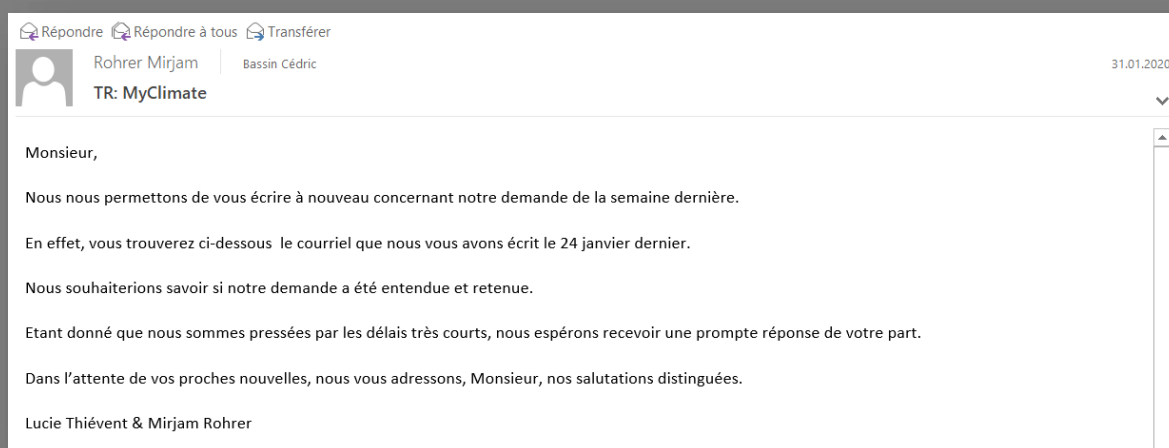 Répondre Répondre à tous Transférer
Rohrer Mirjam Bassin Cédric 31.01.2020
TR: MyClimate
Monsieur,
Nous nous permettons de vous écrire à nouveau concernant notre demande de la semaine dernière.
En effet, vous trouverez ci-dessous  le courriel que nous vous avons écrit le 24 janvier dernier.
Nous souhaiterions savoir si notre demande a été entendue et retenue.
Etant donné que nous sommes pressées par les délais très courts, nous espérons recevoir une prompte réponse de votre part.
Dans l’attente de vos proches nouvelles, nous vous adressons, Monsieur, nos salutations distinguées.
Lucie Thiévent & Mirjam Rohrer